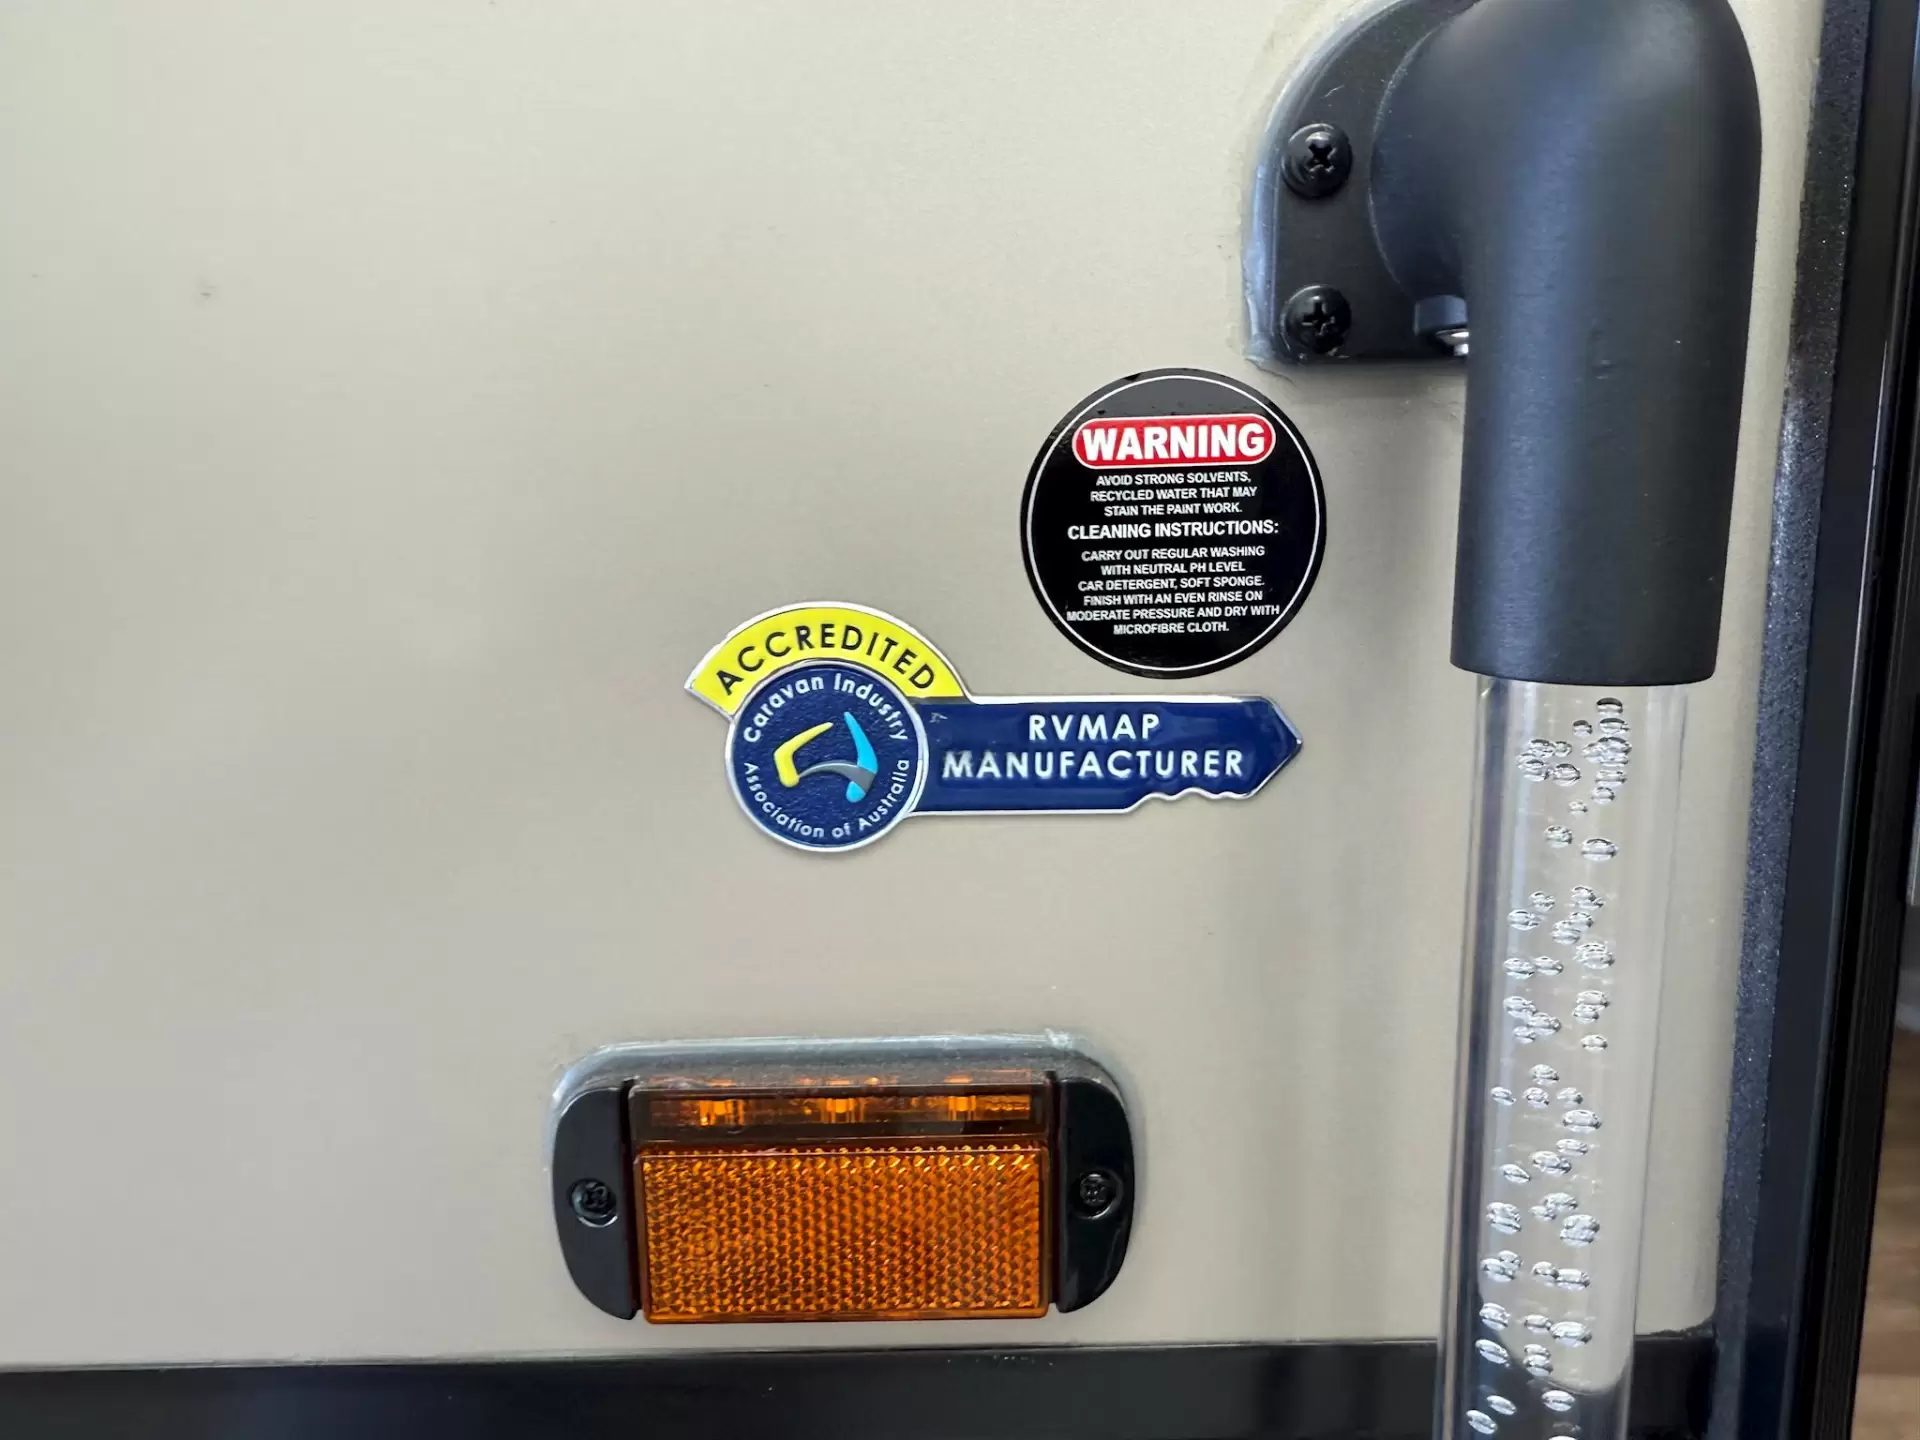 WARNING
AVOID STRONG SOLVENTS,
RECYCLED WATER THAT MAY
STAIN THE PAINT WORK.
CLEANING INSTRUCTIONS:
CARRY OUT REGULAR WASHING
WITH NEUTRAL PH LEVEL
CAR DETERGENT, SOFT SPONGE.
FINISH WITH AN EVEN RINSE ON
MODERATE PRESSURE AND DRY WITH
MICROFIBRE CLOTH.
ACCREDITED
Caravan Industry
Association of Australia
RVMAP
MANUFACTURER